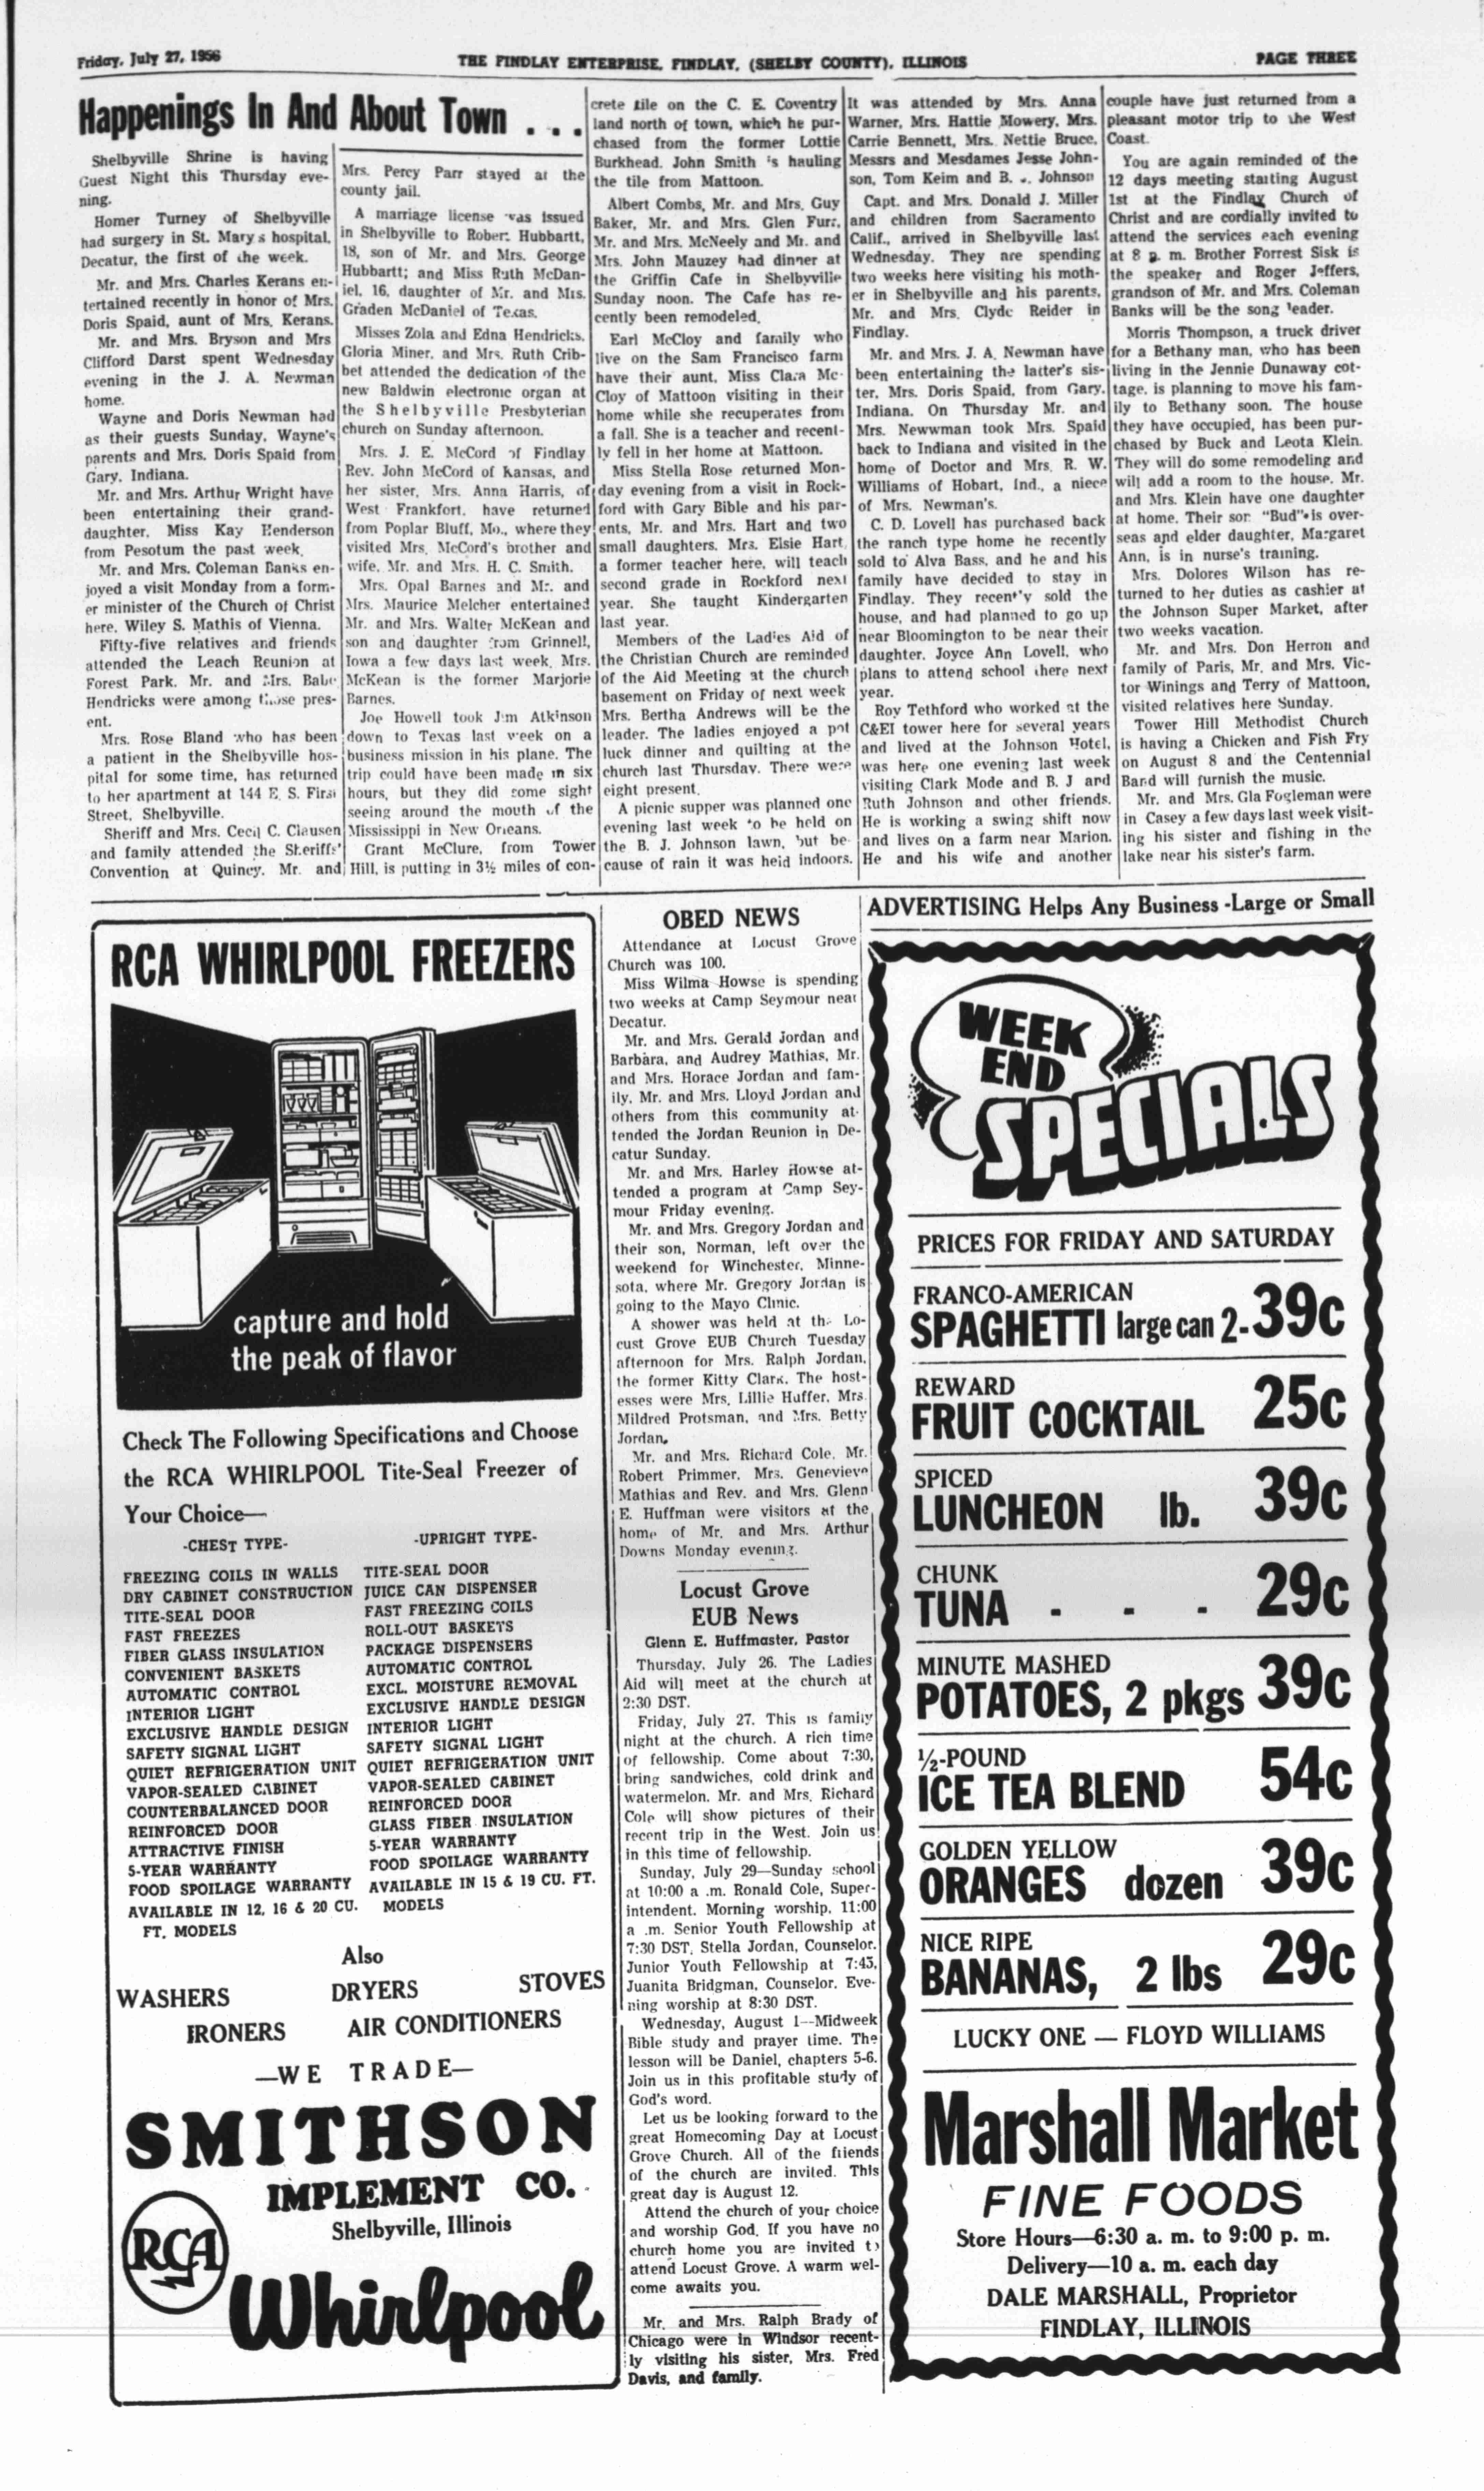 Friday, July 27, 1956
THE FINDLAY ENTERPRISE, FINDLAY, (SHELBY COUNTY), ILLINOIS
PAGE THREE
Happenings In And About Town . . .
Shelbyville Shrine is having
Guest Night this Thursday eve-
ning.
Homer Turney of Shelbyville
had surgery in St. Mary s hospital,
Decatur, the first of the week.
Mr. and Mrs. Charles Kerans en-
tertained recently in honor of Mrs.
Doris Spaid, aunt of Mrs. Kerans.
Mr. and Mrs. Bryson and Mrs
Clifford Darst spent Wednesday
evening in the J. A. Newman
home.
Wayne and Doris Newman had
as their guests Sunday, Wayne's
parents and Mrs. Doris Spaid from
Gary, Indiana.
Mr. and Mrs. Arthur Wright have
been entertaining their grand-
daughter, Miss Kay Henderson
from Pesotum the past week.
Mr. and Mrs. Coleman Banks en-
joyed a visit Monday from a form-
er minister of the Church of Christ
here, Wiley S. Mathis of Vienna.
Fifty-five relatives and friends
attended the Leach Reunion at
Forest Park. Mr. and Mrs. Babe
Hendricks were among those pres-
ent.
Mrs. Rose Bland who has been
a patient in the Shelbyville hos-
pital for some time, has returned
to her apartment at 144 E. S. First
Street, Shelbyville.
Sheriff and Mrs. Cecil C. Clausen
and family attended the Sheriffs'
Convention at Quincy. Mr. and
Mrs. Percy Parr stayed at the
county jail.
A marriage license was issued
in Shelbyville to Robert Hubbartt,
18, son of Mr. and Mrs. George
Hubbartt; and Miss Ruth McDan-
iel, 16, daughter of Mr. and Mrs.
Graden McDaniel of Texas.
Misses Zola and Edna Hendricks,
Gloria Miner, and Mrs. Ruth Crib-
bet attended the dedication of the
new Baldwin electronic organ at
the Shelbyville Presbyterian
church on Sunday afternoon.
Mrs. J. E. McCord of Findlay
Rev. John McCord of Kansas, and
her sister, Mrs. Anna Harris, of
West Frankfort, have returned
from Poplar Bluff, Mo., where they
visited Mrs. McCord's brother and
wife, Mr. and Mrs. H. C. Smith.
Mrs. Opal Barnes and Mr. and
Mrs. Maurice Melcher entertained
Mr. and Mrs. Walter McKean and
son and daughter from Grinnell,
Iowa a few days last week. Mrs.
McKean is the former Marjorie
Barnes.
Joe Howell took Jim Atkinson
down to Texas last week on a
business mission in his plane. The
trip could have been made in six
hours, but they did some sight
seeing around the mouth of the
Mississippi in New Orleans.
Grant McClure, from Tower
Hill, is putting in 3½ miles of con-
crete tile on the C. E. Coventry
land north of town, which he pur-
chased from the former Lottie
Burkhead. John Smith 's hauling
the tile from Mattoon.
Albert Combs, Mr. and Mrs. Guy
Baker, Mr. and Mrs. Glen Furr,
Mr. and Mrs. McNeely and Mr. and
Mrs. John Mauzey had dinner at
the Griffin Cafe in Shelbyville
Sunday noon. The Cafe has re-
cently been remodeled.
Earl McCloy and family who
live on the Sam Francisco farm
have their aunt, Miss Clara Mc-
Cloy of Mattoon visiting in their
home while she recuperates from
a fall. She is a teacher and recent-
ly fell in her home at Mattoon.
Miss Stella Rose returned Mon-
day evening from a visit in Rock-
ford with Gary Bible and his par-
ents, Mr. and Mrs. Hart and two
small daughters. Mrs. Elsie Hart,
a former teacher here, will teach
second grade in Rockford next
year. She taught Kindergarten
last year.
Members of the Ladies Aid of
the Christian Church are reminded
of the Aid Meeting at the church
basement on Friday of next week
Mrs. Bertha Andrews will be the
leader. The ladies enjoyed a pot
luck dinner and quilting at the
church last Thursday. There were
eight present.
A picnic supper was planned one
evening last week to be held on
the B. J. Johnson lawn, but be-
cause of rain it was held indoors.
It was attended by Mrs. Anna
Warner, Mrs. Hattie Mowery, Mrs.
Carrie Bennett, Mrs. Nettie Bruce,
Messrs and Mesdames Jesse John-
son, Tom Keim and B. . Johnson
Capt. and Mrs. Donald J. Miller
and children from Sacramento
Calif., arrived in Shelbyville last
Wednesday. They are spending
two weeks here visiting his moth-
er in Shelbyville and his parents,
Mr. and Mrs. Clyde Reider in
Findlay.
Mr. and Mrs. J. A. Newman have
been entertaining the latter's sis-
ter, Mrs. Doris Spaid, from Gary,
Indiana. On Thursday Mr. and
Mrs. Newwman took Mrs. Spaid
back to Indiana and visited in the
home of Doctor and Mrs. R. W.
Williams of Hobart, Ind., a niece
of Mrs. Newman's.
C. D. Lovell has purchased back
the ranch type home he recently
sold to Alva Bass, and he and his
family have decided to stay in
Findlay. They recently sold the
house, and had planned to go up
near Bloomington to be near their
daughter, Joyce Ann Lovell, who
plans to attend school there next
year.
Roy Tethford who worked at the
C&EI tower here for several years
and lived at the Johnson Hotel,
was here one evening last week
visiting Clark Mode and B. J and
Ruth Johnson and other friends.
He is working a swing shift now
and lives on a farm near Marion.
He and his wife and another
couple have just returned from a
pleasant motor trip to the West
Coast.
You are again reminded of the
12 days meeting starting August
1st at the Findlay Church of
Christ and are cordially invited to
attend the services each evening
at 8 p. m. Brother Forrest Sisk is
the speaker and Roger Jeffers,
grandson of Mr. and Mrs. Coleman
Banks will be the song leader.
Morris Thompson, a truck driver
for a Bethany man, who has been
living in the Jennie Dunaway cot-
tage, is planning to move his fam-
ily to Bethany soon. The house
they have occupied, has been pur-
chased by Buck and Leota Klein.
They will do some remodeling and
will add a room to the house. Mr.
and Mrs. Klein have one daughter
at home. Their son "Bud" is over-
seas and elder daughter, Margaret
Ann, is in nurse's training.
Mrs. Dolores Wilson has re-
turned to her duties as cashier at
the Johnson Super Market, after
two weeks vacation.
Mr. and Mrs. Don Herron and
family of Paris, Mr. and Mrs. Vic-
tor Winings and Terry of Mattoon,
visited relatives here Sunday.
Tower Hill Methodist Church
is having a Chicken and Fish Fry
on August 8 and the Centennial
Band will furnish the music.
Mr. and Mrs. Gla Fogleman were
in Casey a few days last week visit-
ing his sister and fishing in the
lake near his sister's farm.
RCA WHIRLPOOL FREEZERS
capture and hold
the peak of flavor
Check The Following Specifications and Choose
the RCA WHIRLPOOL Tite-Seal Freezer of
Your Choice—
-CHEST TYPE-
FREEZING COILS IN WALLS
DRY CABINET CONSTRUCTION
TITE-SEAL DOOR
FAST FREEZES
FIBER GLASS INSULATION
CONVENIENT BASKETS
AUTOMATIC CONTROL
INTERIOR LIGHT
EXCLUSIVE HANDLE DESIGN
SAFETY SIGNAL LIGHT
QUIET REFRIGERATION UNIT
VAPOR-SEALED CABINET
COUNTERBALANCED DOOR
REINFORCED DOOR
ATTRACTIVE FINISH
5-YEAR WARRANTY
FOOD SPOILAGE WARRANTY
AVAILABLE IN 12, 16 & 20 CU.
FT. MODELS
-UPRIGHT TYPE-
TITE-SEAL DOOR
JUICE CAN DISPENSER
FAST FREEZING COILS
ROLL-OUT BASKETS
PACKAGE DISPENSERS
AUTOMATIC CONTROL
EXCL. MOISTURE REMOVAL
EXCLUSIVE HANDLE DESIGN
INTERIOR LIGHT
SAFETY SIGNAL LIGHT
QUIET REFRIGERATION UNIT
VAPOR-SEALED CABINET
REINFORCED DOOR
GLASS FIBER INSULATION
5-YEAR WARRANTY
FOOD SPOILAGE WARRANTY
AVAILABLE IN 15 & 19 CU. FT.
MODELS
Also
WASHERS DRYERS STOVES
IRONERS AIR CONDITIONERS
—WE TRADE—
SMITHSON
IMPLEMENT CO.
Shelbyville, Illinois
RCA
Whirlpool
OBED NEWS
Attendance at Locust Grove
Church was 100.
Miss Wilma Howse is spending
two weeks at Camp Seymour near
Decatur.
Mr. and Mrs. Gerald Jordan and
Barbara, and Audrey Mathias, Mr.
and Mrs. Horace Jordan and fam-
ily, Mr. and Mrs. Lloyd Jordan and
others from this community at-
tended the Jordan Reunion in De-
catur Sunday.
Mr. and Mrs. Harley Howse at-
tended a program at Camp Sey-
mour Friday evening.
Mr. and Mrs. Gregory Jordan and
their son, Norman, left over the
weekend for Winchester, Minne-
sota, where Mr. Gregory Jordan is
going to the Mayo Clinic.
A shower was held at the Lo-
cust Grove EUB Church Tuesday
afternoon for Mrs. Ralph Jordan,
the former Kitty Clark. The host-
esses were Mrs. Lillie Huffer, Mrs.
Mildred Protsman, and Mrs. Betty
Jordan.
Mr. and Mrs. Richard Cole, Mr.
Robert Primmer, Mrs. Genevieve
Mathias and Rev. and Mrs. Glenn
E. Huffman were visitors at the
home of Mr. and Mrs. Arthur
Downs Monday evening.
Locust Grove
EUB News
Glenn E. Huffmaster, Pastor
Thursday, July 26. The Ladies
Aid will meet at the church at
2:30 DST.
Friday, July 27. This is family
night at the church. A rich time
of fellowship. Come about 7:30,
bring sandwiches, cold drink and
watermelon. Mr. and Mrs. Richard
Cole will show pictures of their
recent trip in the West. Join us
in this time of fellowship.
Sunday, July 29—Sunday school
at 10:00 a .m. Ronald Cole, Super-
intendent. Morning worship, 11:00
a .m. Senior Youth Fellowship at
7:30 DST, Stella Jordan, Counselor.
Junior Youth Fellowship at 7:45,
Juanita Bridgman, Counselor. Eve-
ning worship at 8:30 DST.
Wednesday, August 1—Midweek
Bible study and prayer time. The
lesson will be Daniel, chapters 5-6.
Join us in this profitable study of
God's word.
Let us be looking forward to the
great Homecoming Day at Locust
Grove Church. All of the friends
of the church are invited. This
great day is August 12.
Attend the church of your choice
and worship God. If you have no
church home you are invited to
attend Locust Grove. A warm wel-
come awaits you.
Mr. and Mrs. Ralph Brady of
Chicago were in Windsor recent-
ly visiting his sister, Mrs. Fred
Davis, and family.
ADVERTISING Helps Any Business -Large or Small
WEEK
END
SPECIALS
PRICES FOR FRIDAY AND SATURDAY
FRANCO-AMERICAN
SPAGHETTI large can 2-39c
REWARD
FRUIT COCKTAIL 25c
SPICED
LUNCHEON lb. 39c
CHUNK
TUNA - - - 29c
MINUTE MASHED
POTATOES, 2 pkgs 39c
½-POUND
ICE TEA BLEND 54c
GOLDEN YELLOW
ORANGES dozen 39c
NICE RIPE
BANANAS, 2 lbs 29c
LUCKY ONE — FLOYD WILLIAMS
Marshall Market
FINE FOODS
Store Hours—6:30 a. m. to 9:00 p. m.
Delivery—10 a. m. each day
DALE MARSHALL, Proprietor
FINDLAY, ILLINOIS